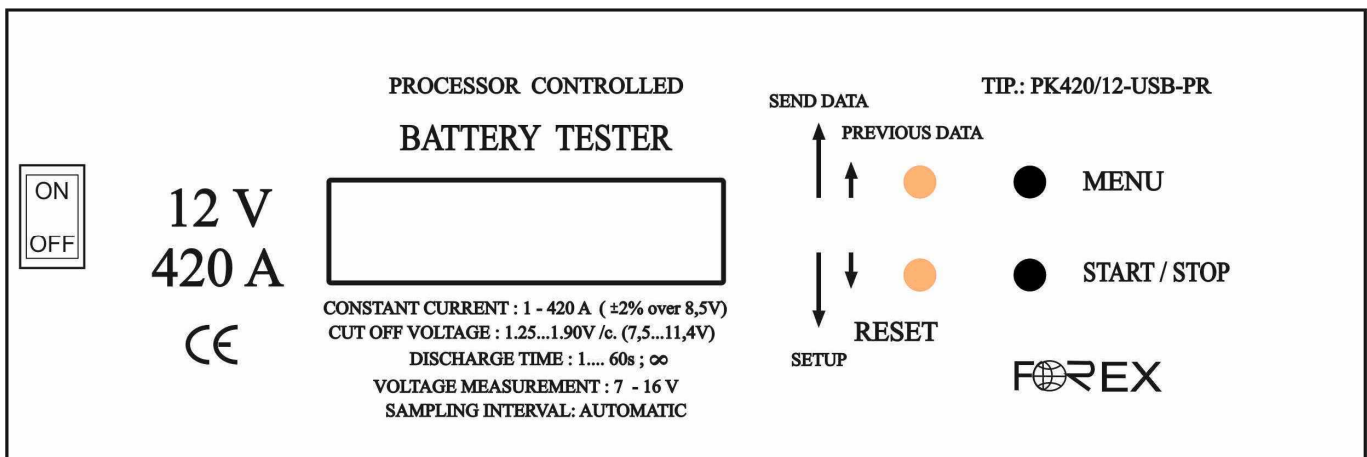 PROCESSOR CONTROLLED
BATTERY TESTER
ON
OFF
12 V
420 A
CE
CONSTANT CURRENT : 1 - 420 A ( ±2% over 8,5V)
CUT OFF VOLTAGE : 1.25...1.90V /c. (7,5...11,4V)
DISCHARGE TIME : 1.... 60s ; ∞
VOLTAGE MEASUREMENT : 7 - 16 V
SAMPLING INTERVAL: AUTOMATIC
SEND DATA
PREVIOUS DATA
RESET
SETUP
TIP.: PK420/12-USB-PR
MENU
START / STOP
FOREX